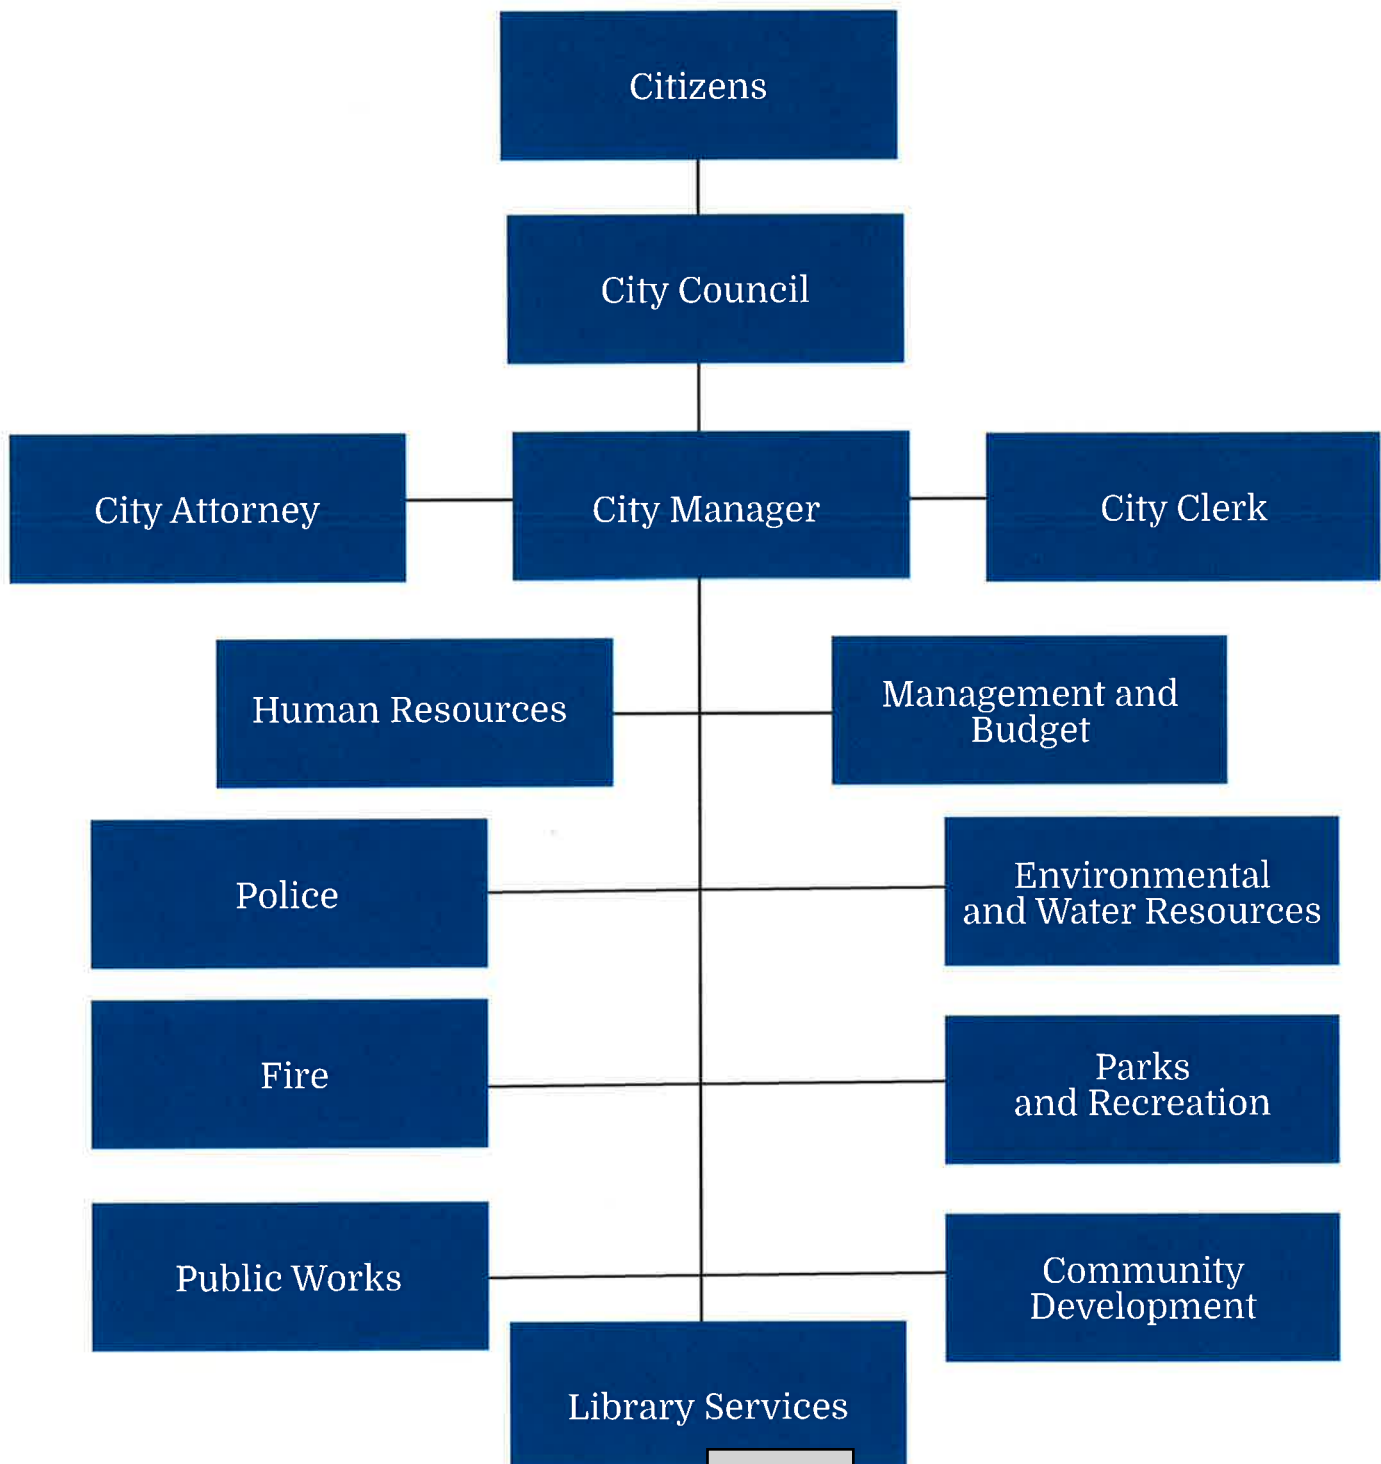 Citizens
City Council
City Attorney
City Manager
City Clerk
Human Resources
Management and
Budget
Police
Environmental
and Water Resources
Fire
Parks
and Recreation
Public Works
Community
Development
Library Services